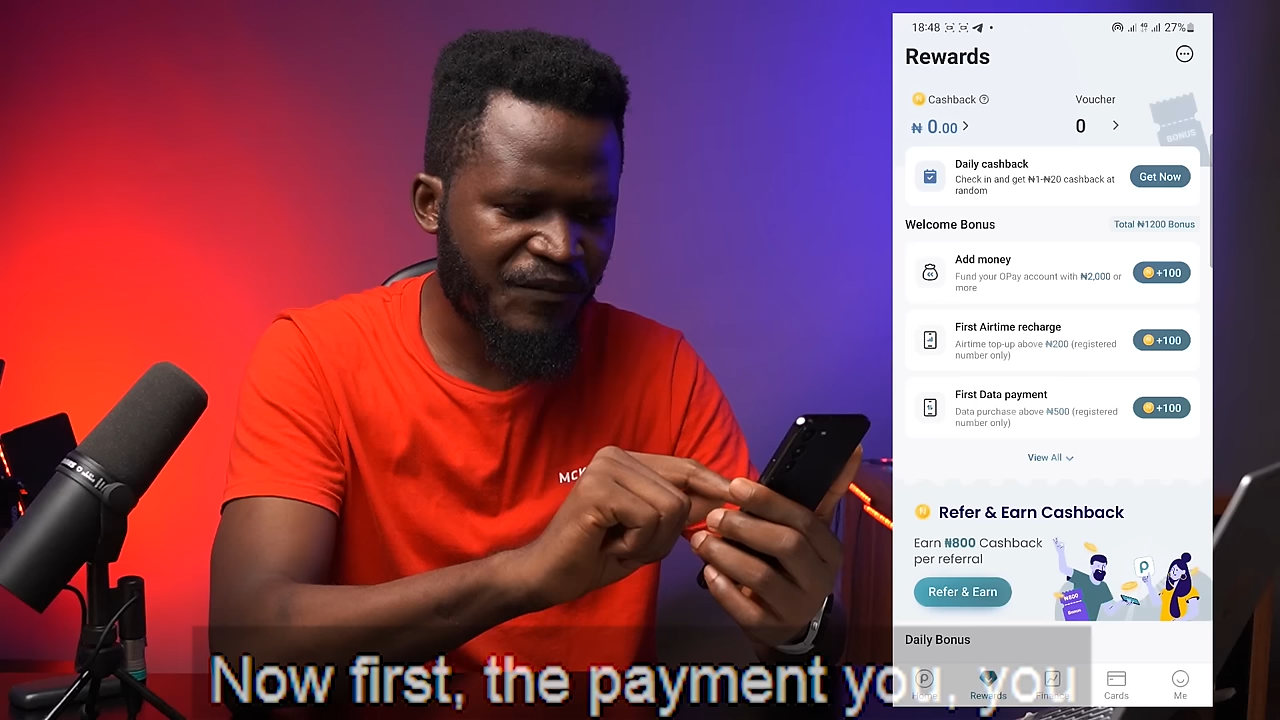 18:48
4G
27%
Rewards
Cashback
Voucher
₦ 0.00 >
0 >
BONUS
Daily cashback
Check in and get ₦1-₦20 cashback at
random
Get Now
Welcome Bonus
Total ₦1200 Bonus
Add money
Fund your OPay account with ₦2,000 or
more
+100
First Airtime recharge
Airtime top-up above ₦200 (registered
number only)
+100
First Data payment
Data purchase above ₦500 (registered
number only)
+100
View All
Refer & Earn Cashback
Earn ₦800 Cashback
per referral
₦800
Bonus
Refer & Earn
Daily Bonus
Home
Rewards
Cards
Me
Now first, the payment you, you